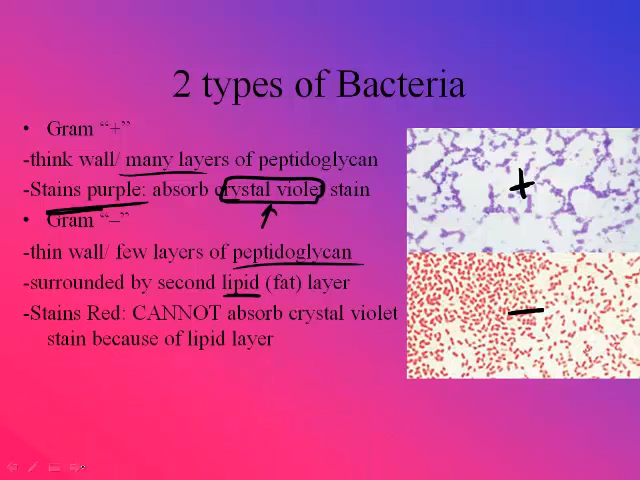 2 types of Bacteria
• Gram “+”
-think wall/ many layers of peptidoglycan
-Stains purple: absorb crystal violet stain
• Gram “–”
-thin wall/ few layers of peptidoglycan
-surrounded by second lipid (fat) layer
-Stains Red: CANNOT absorb crystal violet
stain because of lipid layer
+
–